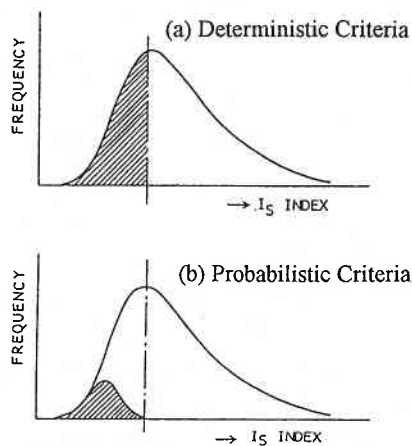 (a) Deterministic Criteria
FREQUENCY
→ IS INDEX
(b) Probabilistic Criteria
FREQUENCY
→ IS INDEX